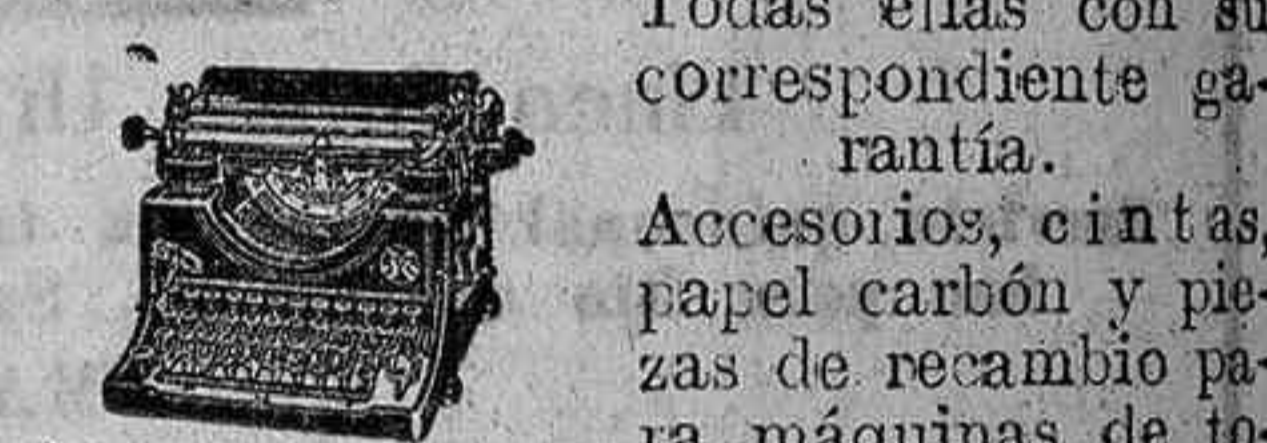 Todas ellas con su
correspondiente ga-
rantía.
Accesorios, cintas,
papel carbón y pie-
zas de recambio pa-
ra máquinas de to-